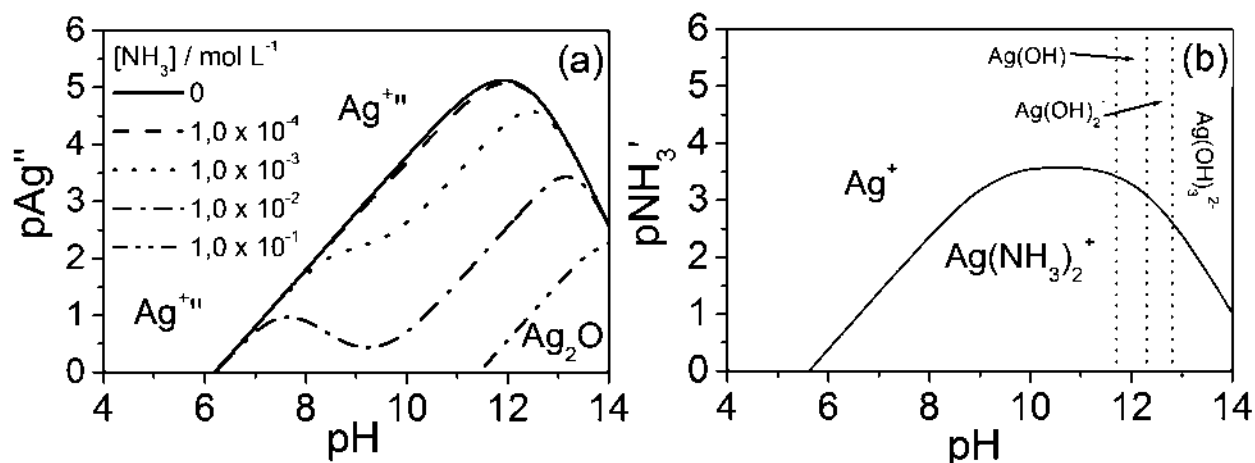 (a)
[NH₃] / mol L⁻¹
0
1,0 x 10⁻⁴
1,0 x 10⁻³
1,0 x 10⁻²
1,0 x 10⁻¹
Ag⁺''
Ag⁺''
Ag₂O
pAg''
6
5
4
3
2
1
0
4 6 8 10 12 14
pH
(b)
Ag(OH)
Ag(OH)₂⁻
Ag(OH)₃²⁻
Ag⁺
Ag(NH₃)₂⁺
pNH₃'
6
5
4
3
2
1
0
4 6 8 10 12 14
pH